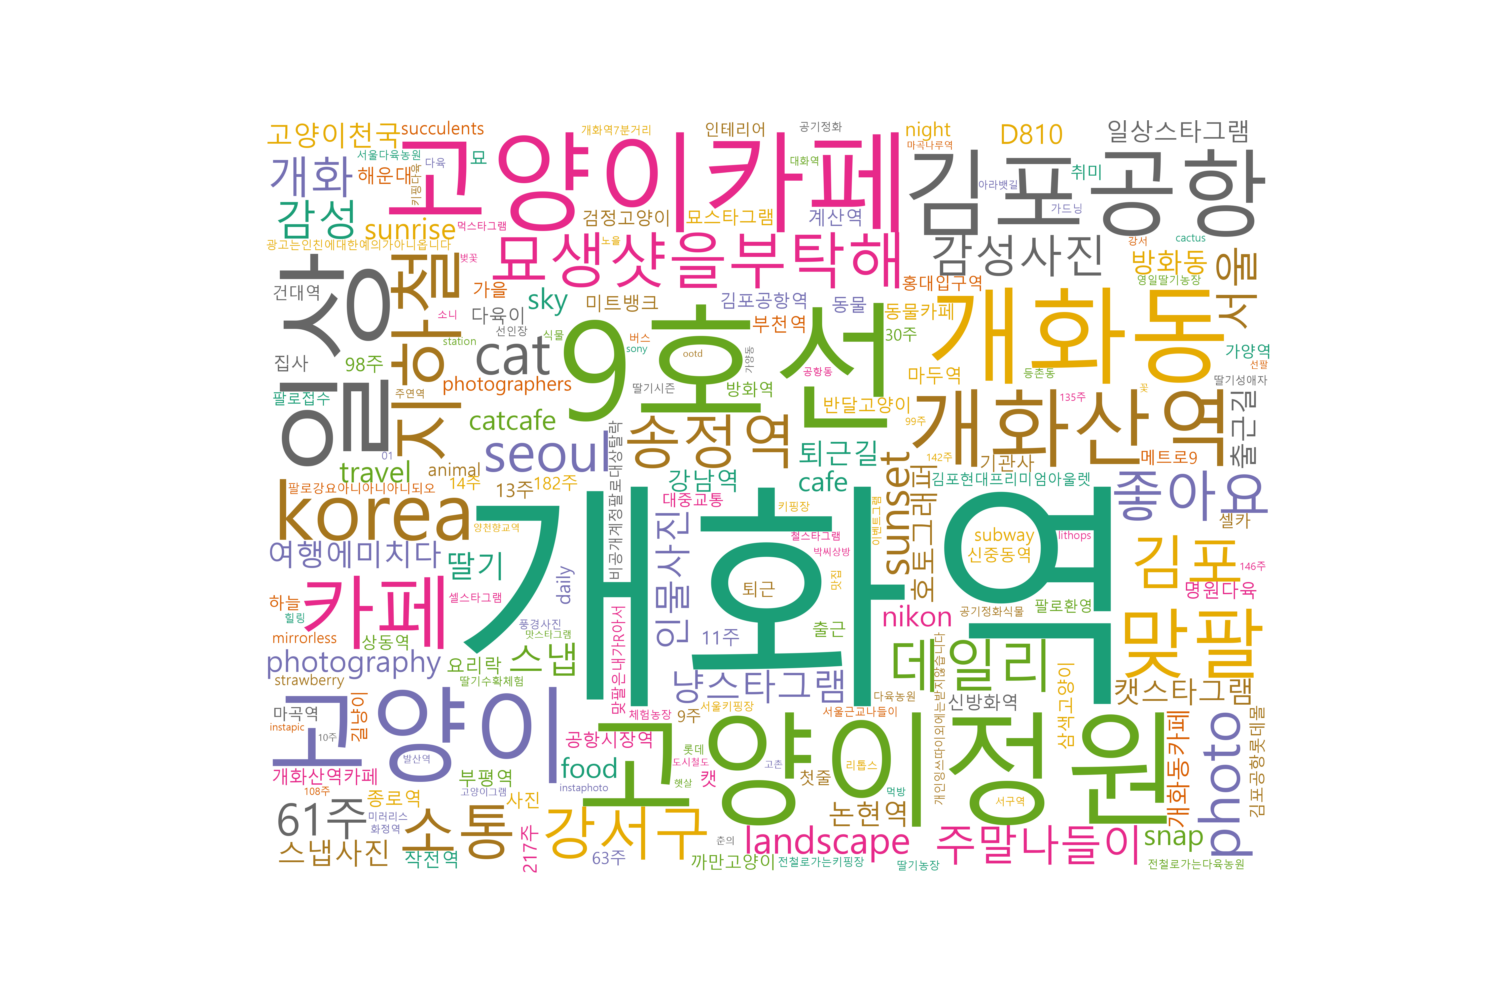 고양이천국
succulents
개화역7분거리
인테리어
공기정화
night
마곡나루역
D810
일상스타그램
개화
서울다육농원
다육
묘
해운대
키핑다육
고양이카페
대화역
김포공항
아라뱃길
취미
가드닝
감성
sunrise
먹스타그램
검정고양이
묘스타그램
계산역
광고는인친에대한예의가아니옵니다
벚꽃
노을
묘생샷을부탁해
감성사진
강서
cactus
방화동
서울
영일딸기농장
건대역
일상
지하철
가을
sky
미트뱅크
김포공항역
동물
홍대입구역
동물카페
개화동
소니
다육이
선인장
식물
버스
부천역
30주
station
cat
9호선
sony
ootd
가양동
가양역
선팔
집사
98주
photographers
공항동
마두역
등촌동
딸기성애자
팔로접수
주연역
딸기시즌
방화역
반달고양이
135주
꽃
catcafe
99주
개화산역
출근길
01
seoul
송정역
퇴근길
142주
기관사
메트로9
travel
animal
14주
182주
비공개계정팔로대상탈락
강남역
cafe
sunset
김포현대프리미엄아울렛
좋아요
팔로강요아니아니아니되오
13주
대중교통
키핑장
이벤트그램
포토그래퍼
셀카
korea
양천향교역
개화역
철스타그램
subway
lithops
여행에미치다
딸기
인물사진
벅씨상방
신중동역
김포
146주
카페
셀스타그램
daily
퇴근
맛집
명원다육
하늘
힐링
맞팔은내가R아서
nikon
공기정화식물
팔로환영
mirrorless
상동역
풍경사진
맛스타그램
11주
출근
맞팔
photography
요리락
스냅
데일리
개인잉쓰따이외에는받지않습니다
strawberry
딸기수확체험
냥스타그램
삼색고양이
캣스타그램
마곡역
길냥이
고양이
체험농장
9주
서울키핑장
다육농원
서울근교나들이
신방화역
instapic
10주
공항시장역
롯데
고양이정원
개화동카페
photo
김포공항롯데몰
개화산역카페
발산역
부평역
food
도시철도
고촌
리톱스
108주
종로역
고양이그램
사진
instaphoto
햇살
캣
첫줄
먹방
서구역
61주
미러리스
화정역
소통
강서구
준의
논현역
스냅사진
작전역
217주
63주
까만고양이
landscape
전철로가는키핑장
딸기농장
주말나들이
snap
전철로가는다육농원